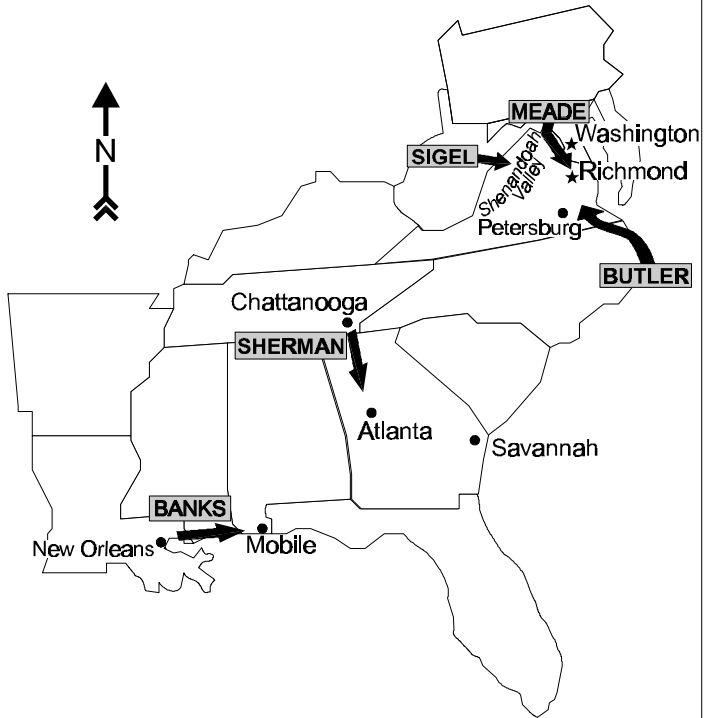 MEADE
Washington
N
SIGEL
Shenandoah
Valley
Richmond
Petersburg
BUTLER
Chattanooga
SHERMAN
Atlanta
Savannah
BANKS
New Orleans
Mobile